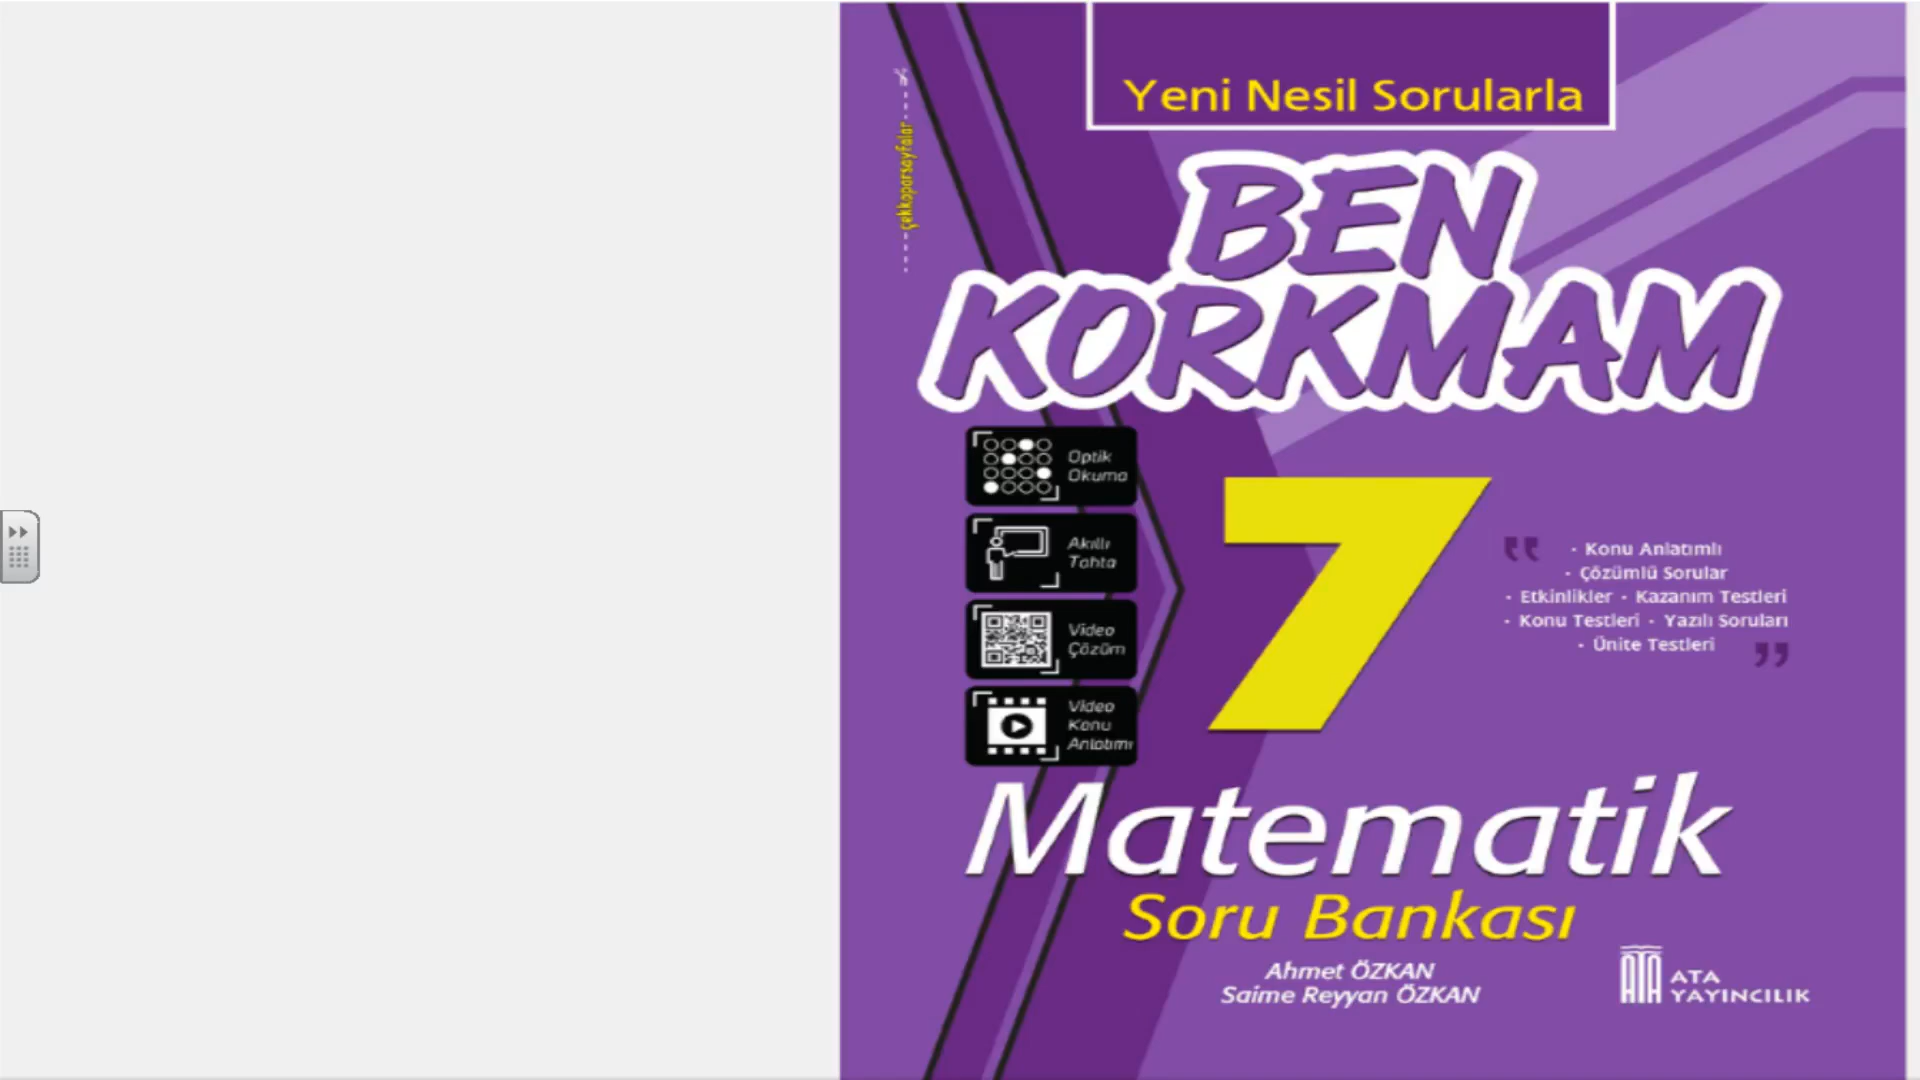 Yeni Nesil Sorularla
çekkoparsayfalar
BEN
KORKMAM
Optik
Okuma
Akıllı
Tahta
Video
Çözüm
Video
Konu
Anlatımı
7
- Konu Anlatımlı
- Çözümlü Sorular
- Etkinlikler - Kazanım Testleri
- Konu Testleri - Yazılı Soruları
- Ünite Testleri
Matematik
Soru Bankası
Ahmet ÖZKAN
Saime Reyyan ÖZKAN
ATA
YAYINCILIK